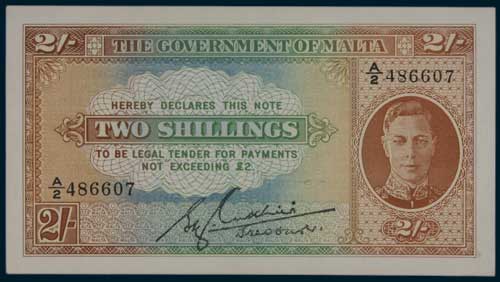 2/- THE GOVERNMENT OF MALTA 2/-
A/2 486607
HEREBY DECLARES THIS NOTE
TWO SHILLINGS
TO BE LEGAL TENDER FOR PAYMENTS
NOT EXCEEDING £2.
A/2 486607
Treasurer.
2/- 2/-